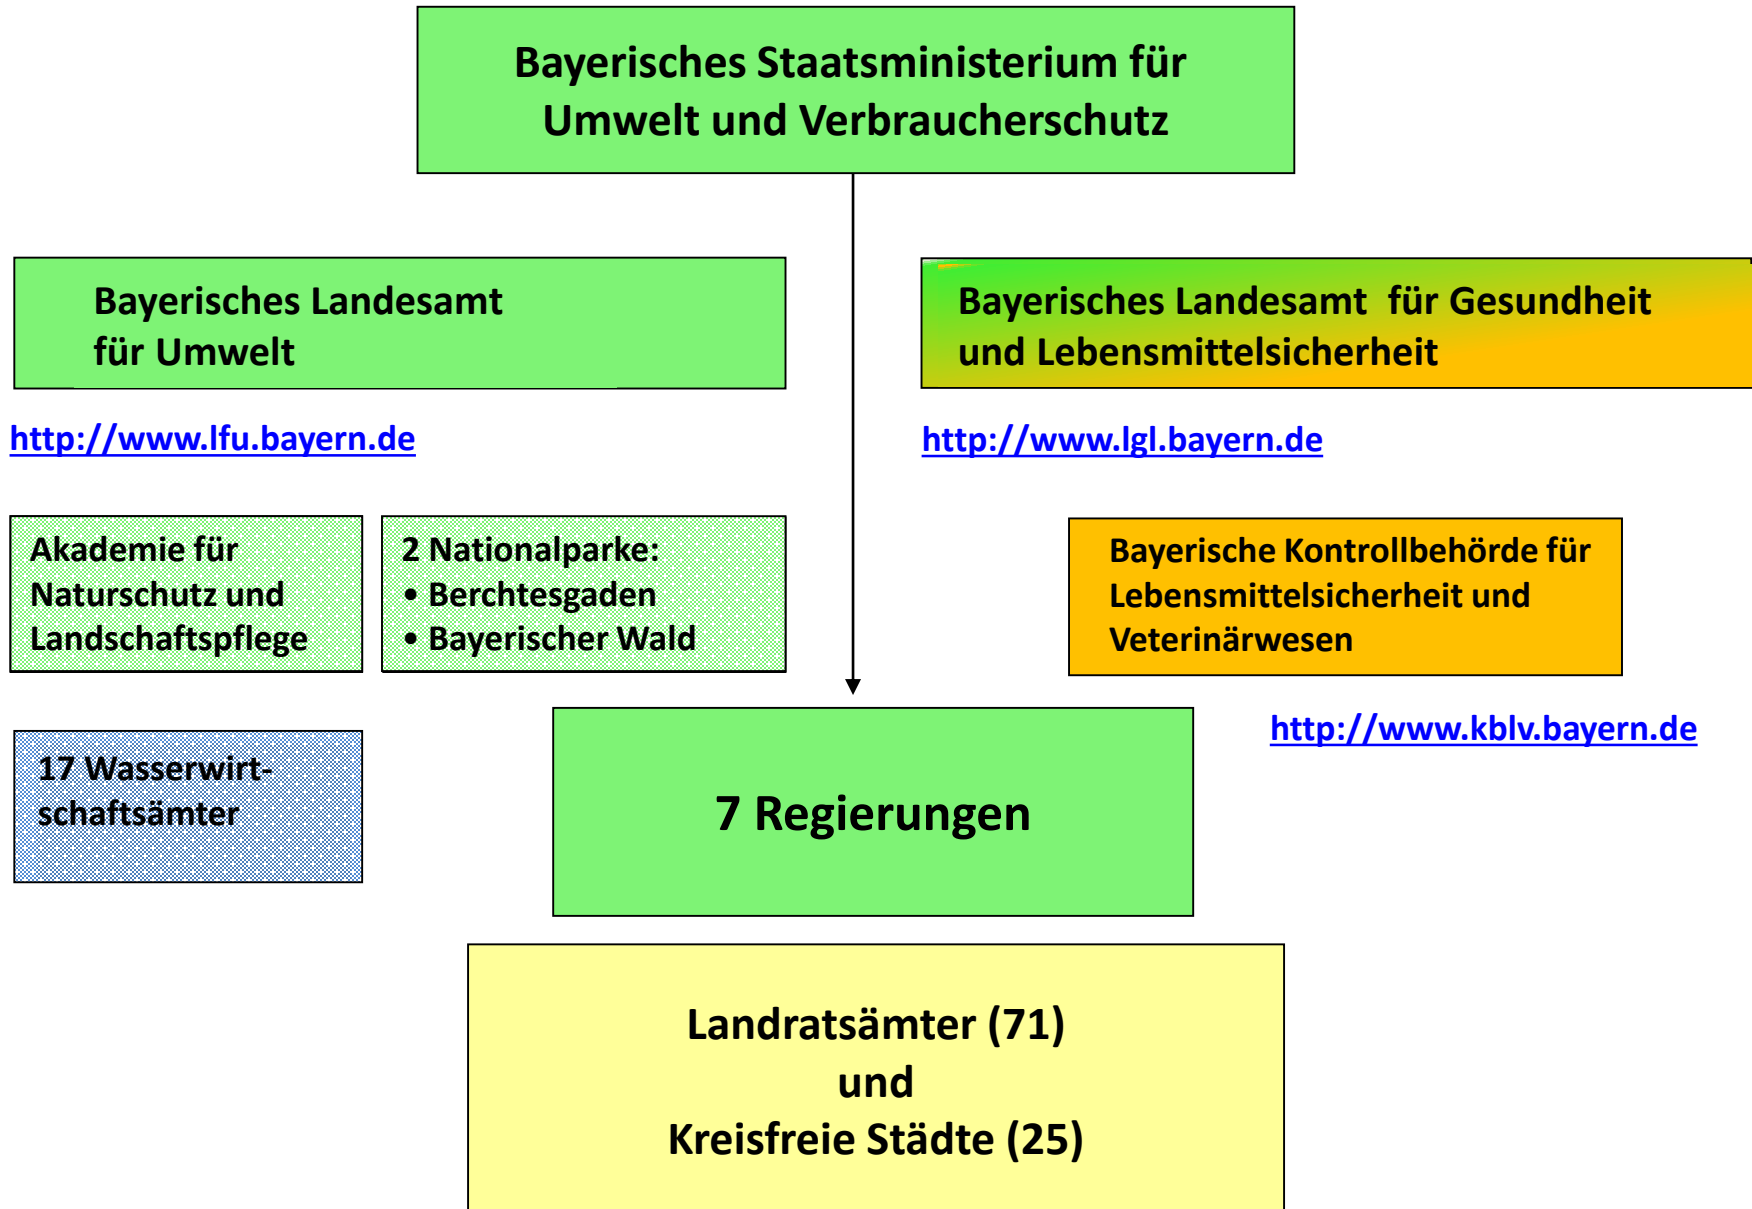 Bayerisches Staatsministerium für
Umwelt und Verbraucherschutz
Bayerisches Landesamt
für Umwelt
http://www.lfu.bayern.de
Bayerisches Landesamt für Gesundheit
und Lebensmittelsicherheit
http://www.lgl.bayern.de
Akademie für
Naturschutz und
Landschaftspflege
2 Nationalparke:
• Berchtesgaden
• Bayerischer Wald
Bayerische Kontrollbehörde für
Lebensmittelsicherheit und
Veterinärwesen
http://www.kblv.bayern.de
17 Wasserwirt-
schaftsämter
7 Regierungen
Landratsämter (71)
und
Kreisfreie Städte (25)